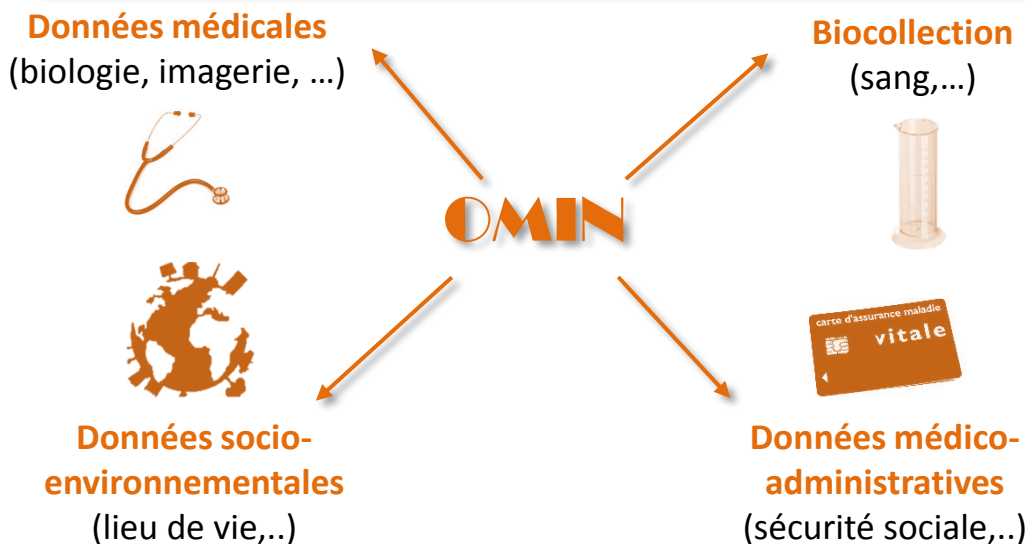 Données médicales
(biologie, imagerie, …)
Biocollection
(sang,…)
OMIN
carte d'assurance maladie
vitale
Données socio-
environnementales
(lieu de vie,..)
Données médico-
administratives
(sécurité sociale,..)